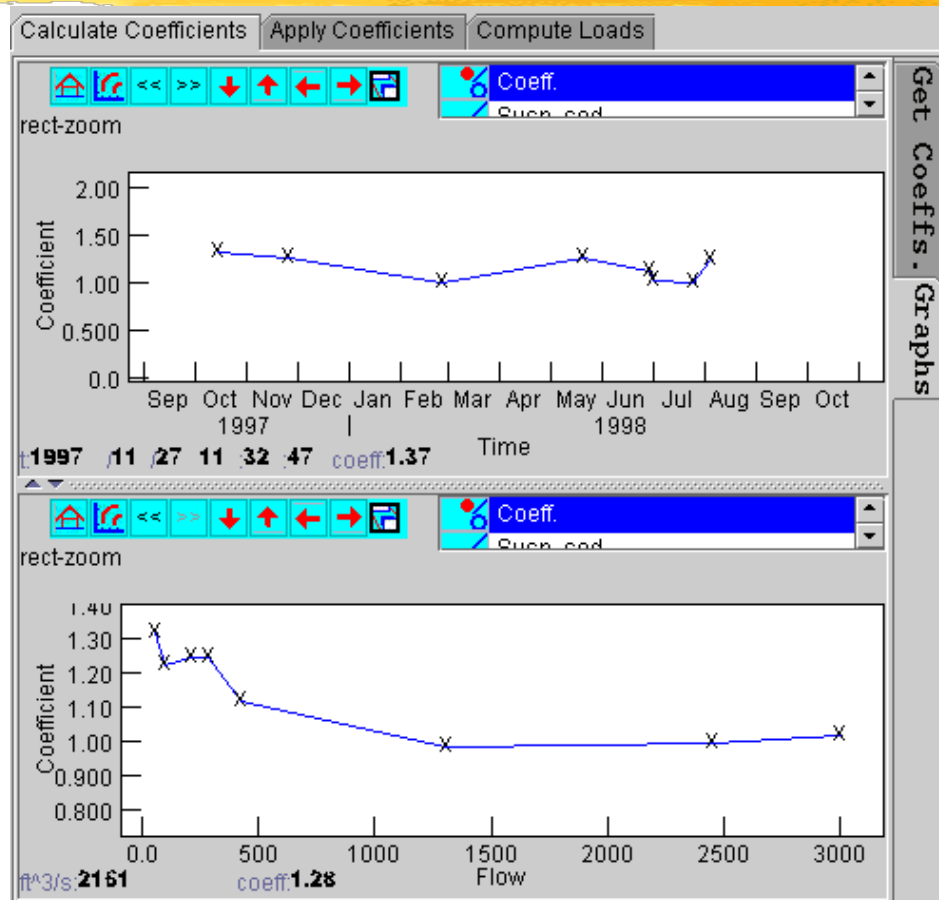 Calculate Coefficients Apply Coefficients Compute Loads
<< >> Coeff.
Susp. sed
rect-zoom
2.00
1.50
1.00
0.500
0.0
Coefficient
Sep Oct Nov Dec Jan Feb Mar Apr May Jun Jul Aug Sep Oct
1997 1998
Time
t:1997 /11 /27 11 :32 :47 coeff:1.37
<< >> Coeff.
Susp. sed
rect-zoom
1.40
1.30
1.20
1.10
1.00
0.900
0.800
Coefficient
0.0 500 1000 1500 2000 2500 3000
Flow
ft^3/s:2161 coeff:1.28
Get Coeffs.
Graphs